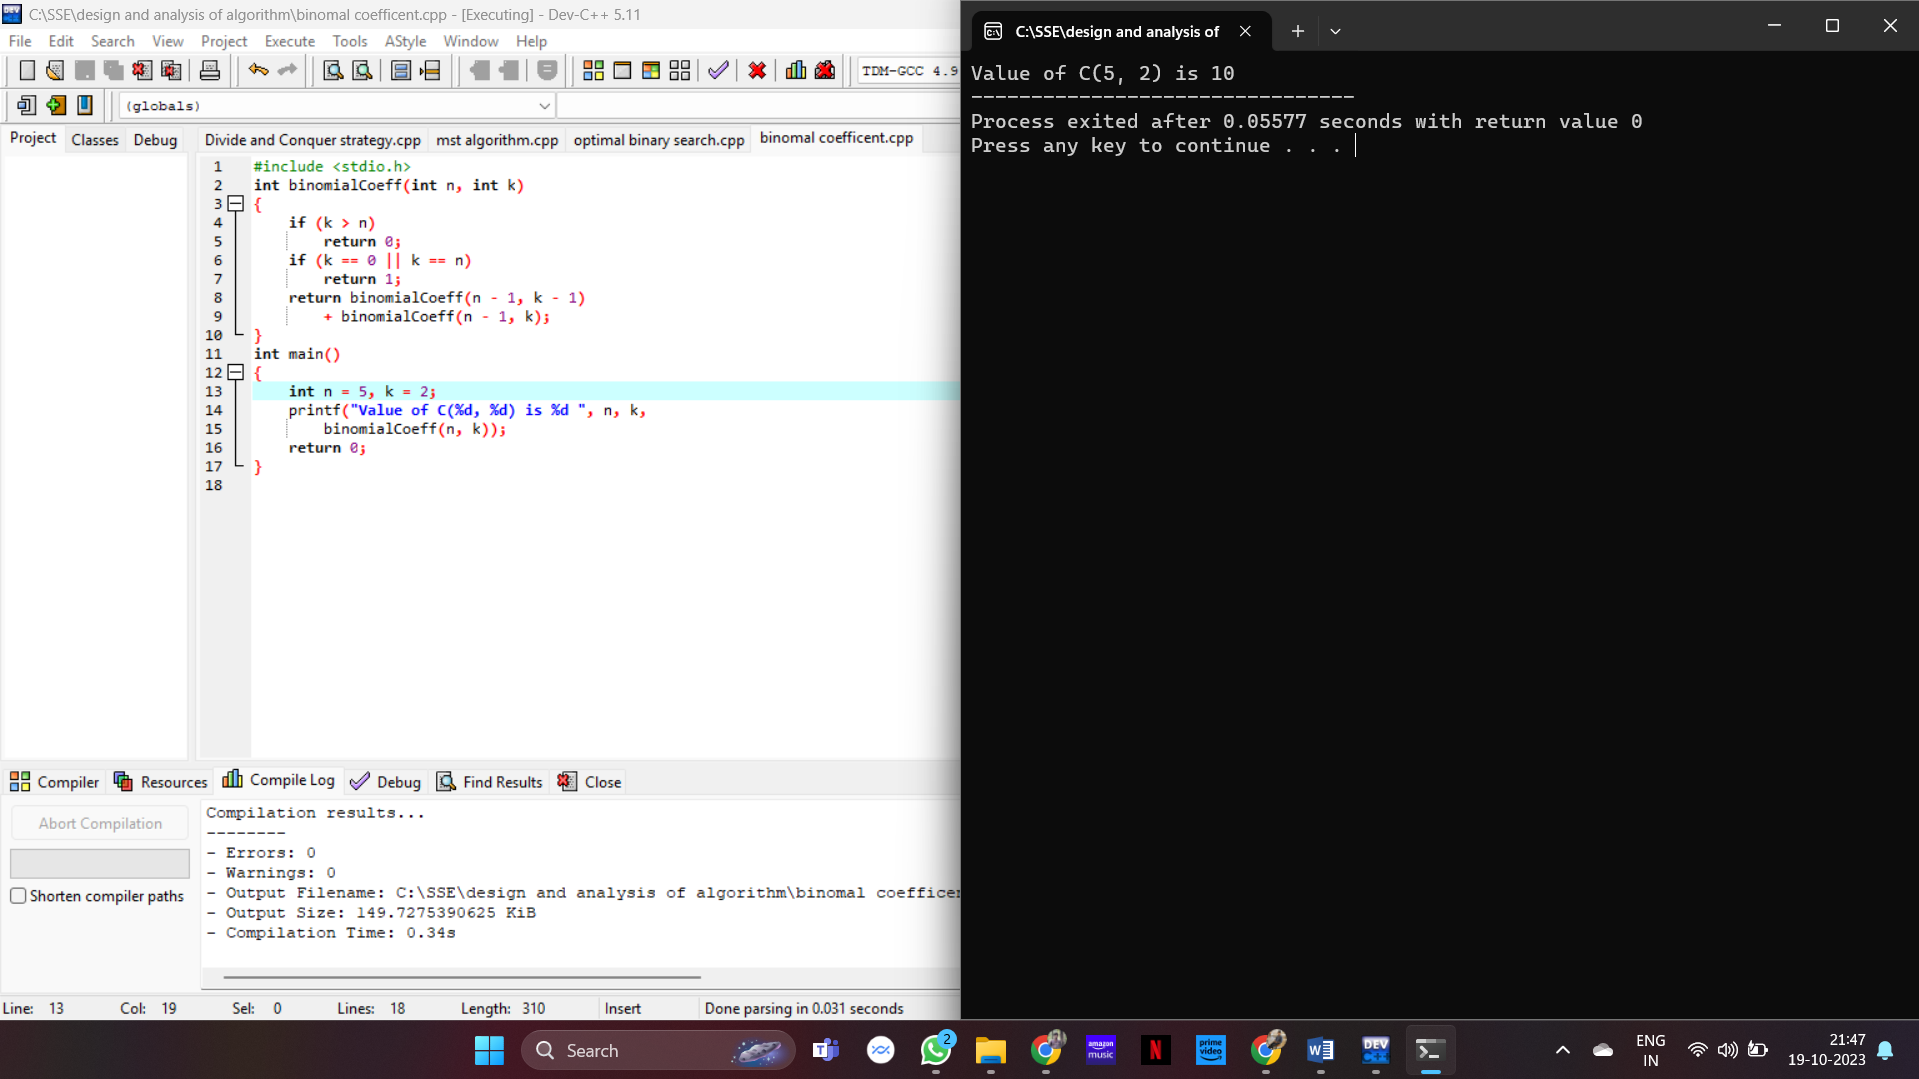 C:\SSE\design and analysis of algorithm\binomal coefficent.cpp - [Executing] - Dev-C++ 5.11
File Edit Search View Project Execute Tools AStyle Window Help
TDM-GCC 4.9
(globals)
Project Classes Debug
Divide and Conquer strategy.cpp mst algorithm.cpp optimal binary search.cpp binomal coefficent.cpp
1 #include <stdio.h>
2 int binomialCoeff(int n, int k)
3 {
4 if (k > n)
5 return 0;
6 if (k == 0 || k == n)
7 return 1;
8 return binomialCoeff(n - 1, k - 1)
9 + binomialCoeff(n - 1, k);
10 }
11 int main()
12 {
13 int n = 5, k = 2;
14 printf("Value of C(%d, %d) is %d ", n, k,
15 binomialCoeff(n, k));
16 return 0;
17 }
18
Compiler Resources Compile Log Debug Find Results Close
Abort Compilation
Shorten compiler paths
Compilation results...
--------
- Errors: 0
- Warnings: 0
- Output Filename: C:\SSE\design and analysis of algorithm\binomal coefficen
- Output Size: 149.7275390625 KiB
- Compilation Time: 0.34s
Line: 13 Col: 19 Sel: 0 Lines: 18 Length: 310 Insert Done parsing in 0.031 seconds
C:\SSE\design and analysis of
Value of C(5, 2) is 10
--------------------------------
Process exited after 0.05577 seconds with return value 0
Press any key to continue . . .
Search
2
amazon music
N
prime video
DEV C++
ENG
IN
21:47
19-10-2023